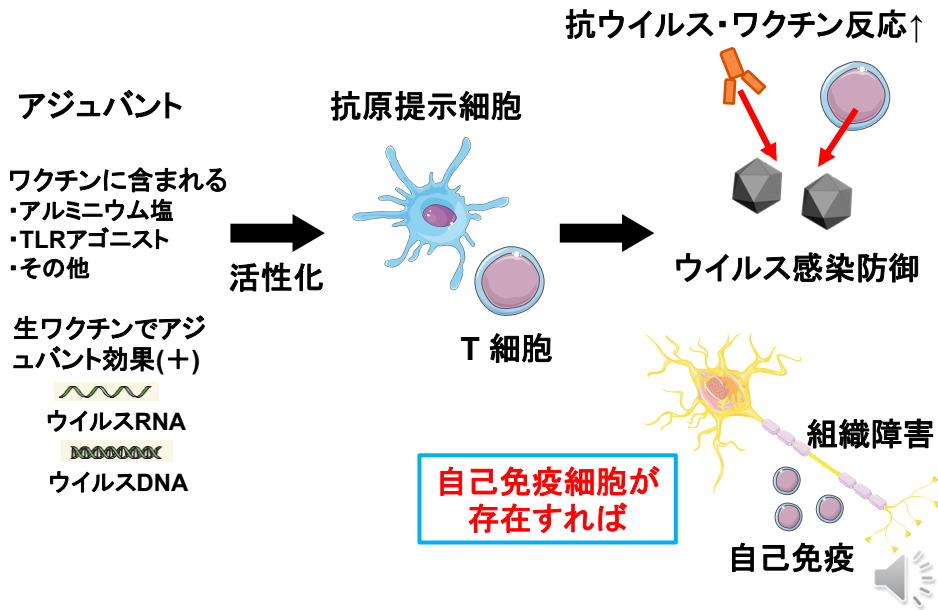 抗ウイルス・ワクチン反応↑
アジュバント
抗原提示細胞
ワクチンに含まれる
・アルミニウム塩
・TLRアゴニスト
・その他
活性化
ウイルス感染防御
生ワクチンでアジ
ュバント効果(＋)
T 細胞
ウイルスRNA
ウイルスDNA
組織障害
自己免疫細胞が
存在すれば
自己免疫